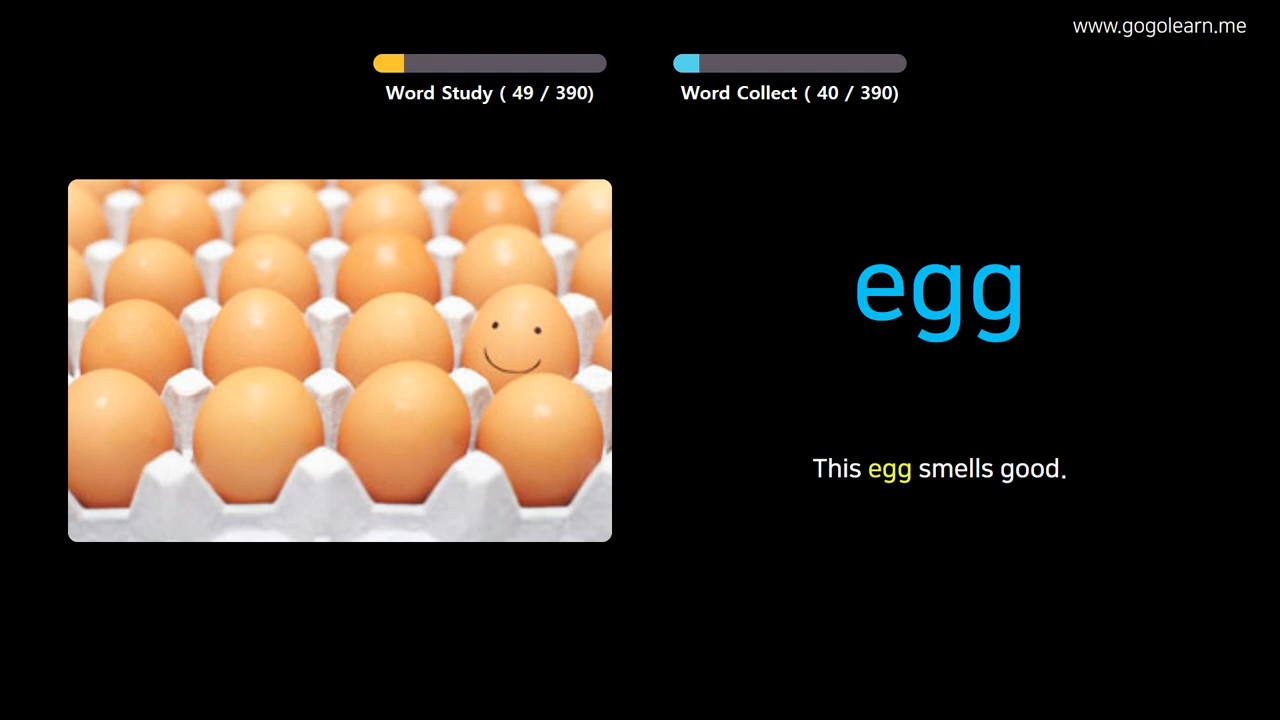 www.gogolearn.me
Word Study ( 49 / 390)
Word Collect ( 40 / 390)
egg
This egg smells good.